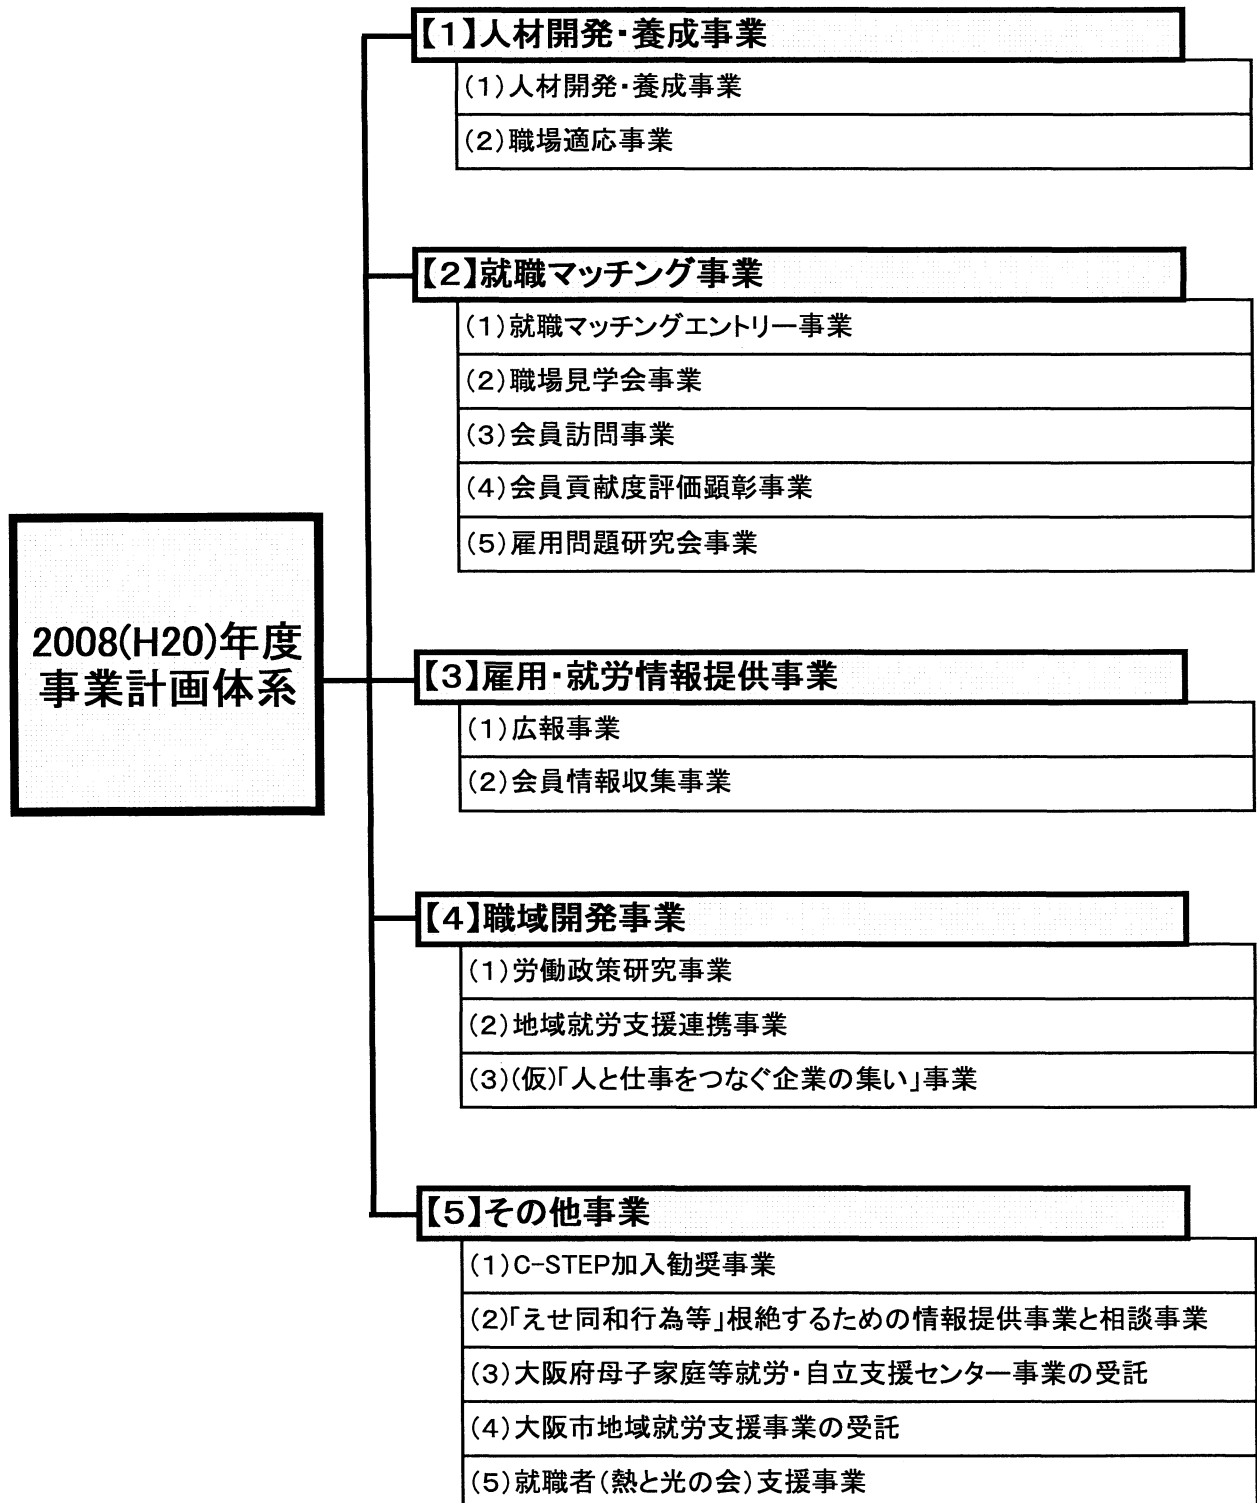 【1】人材開発・養成事業
(1)人材開発・養成事業
(2)職場適応事業
【2】就職マッチング事業
(1)就職マッチングエントリー事業
(2)職場見学会事業
(3)会員訪問事業
(4)会員貢献度評価顕彰事業
(5)雇用問題研究会事業
2008(H20)年度
事業計画体系
【3】雇用・就労情報提供事業
(1)広報事業
(2)会員情報収集事業
【4】職域開発事業
(1)労働政策研究事業
(2)地域就労支援連携事業
(3)(仮)「人と仕事をつなぐ企業の集い」事業
【5】その他事業
(1)C-STEP加入勧奨事業
(2)「えせ同和行為等」根絶するための情報提供事業と相談事業
(3)大阪府母子家庭等就労・自立支援センター事業の受託
(4)大阪市地域就労支援事業の受託
(5)就職者(熱と光の会)支援事業